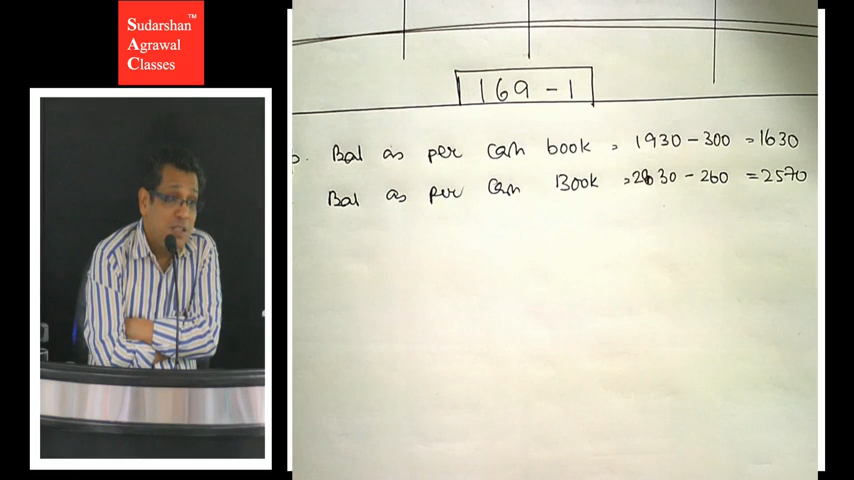 Sudarshan™
Agrawal
Classes
169-1
Bal as per cash book = 1930-300 = 1630
Bal as per cash Book = 2830-260 = 2570